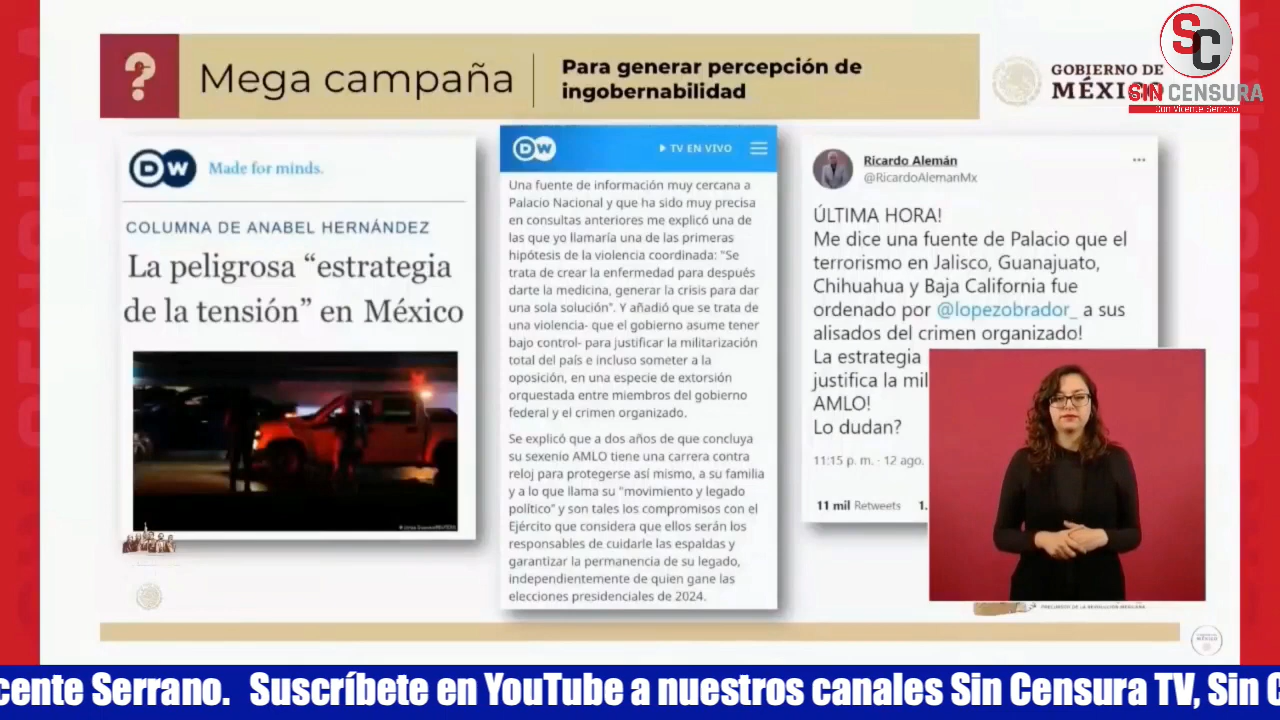 ?
Mega campaña
Para generar percepción de
ingobernabilidad
GOBIERNO DE
MÉXICO
SC
SIN CENSURA
Con Vicente Serrano
DW
Made for minds.
COLUMNA DE ANABEL HERNÁNDEZ
La peligrosa “estrategia
de la tensión” en México
DW
TV EN VIVO
Una fuente de información muy cercana a
Palacio Nacional y que ha sido muy precisa
en consultas anteriores me explicó una de
las que yo llamaría una de las primeras
hipótesis de la violencia coordinada: "Se
trata de crear la enfermedad para después
darte la medicina, generar la crisis para dar
una sola solución". Y añadió que se trata de
una violencia- que el gobierno asume tener
bajo control- para justificar la militarización
total del país e incluso someter a la
oposición, en una especie de extorsión
orquestada entre miembros del gobierno
federal y el crimen organizado.
Se explicó que a dos años de que concluya
su sexenio AMLO tiene una carrera contra
reloj para protegerse así mismo, a su familia
y a lo que llama su "movimiento y legado
político" y son tales los compromisos con el
Ejército que considera que ellos serán los
responsables de cuidarle las espaldas y
garantizar la permanencia de su legado,
independientemente de quien gane las
elecciones presidenciales de 2024.
Ricardo Alemán
@RicardoAlemanMx
ÚLTIMA HORA!
Me dice una fuente de Palacio que el
terrorismo en Jalisco, Guanajuato,
Chihuahua y Baja California fue
ordenado por @lopezobrador_ a sus
alisados del crimen organizado!
La estrategia
justifica la mil
AMLO!
Lo dudan?
11:15 p. m. · 12 ago.
11 mil Retweets 1.
PRECURSOR DE LA REVOLUCIÓN MEXICANA
cente Serrano. Suscríbete en YouTube a nuestros canales Sin Censura TV, Sin C